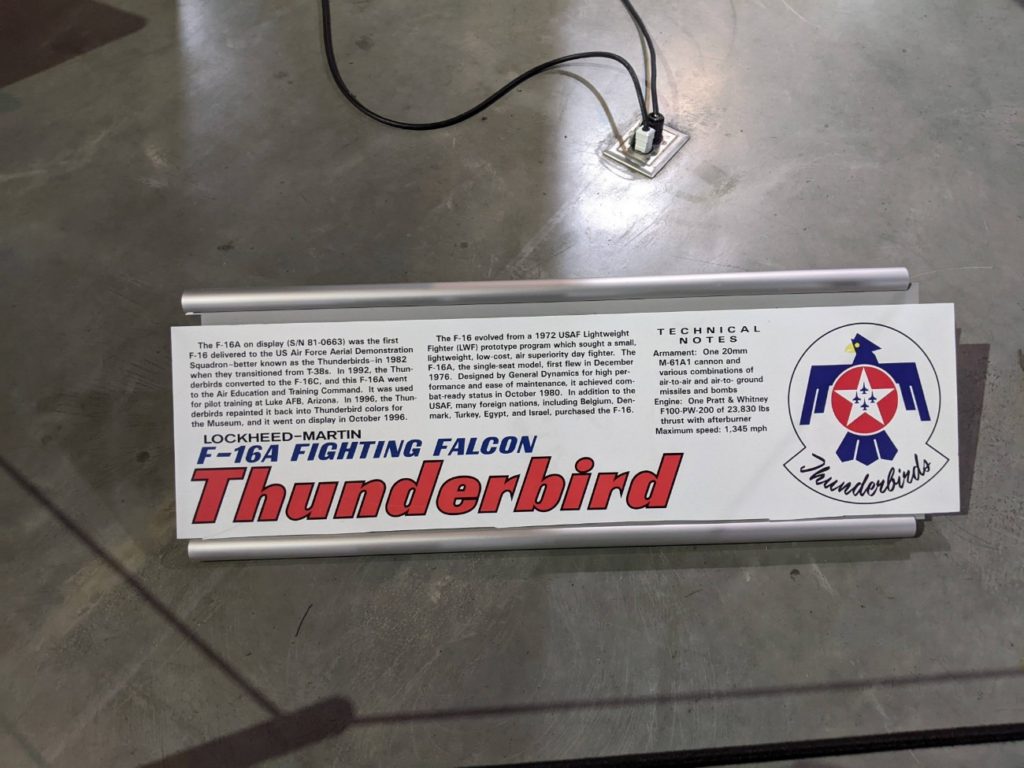 The F-16A on display (S/N 81-0663) was the first
F-16 delivered to the US Air Force Aerial Demonstration
Squadron-better known as the Thunderbirds-in 1982
when they transitioned from T-38s. In 1992, the Thun-
derbirds converted to the F-16C, and this F-16A went
to the Air Education and Training Command. It was used
for pilot training at Luke AFB, Arizona. In 1996, the Thun-
derbirds repainted it back into Thunderbird colors for
the Museum, and it went on display in October 1996.
The F-16 evolved from a 1972 USAF Lightweight
Fighter (LWF) prototype program which sought a small,
lightweight, low-cost, air superiority day fighter. The
F-16A, the single-seat model, first flew in December
1976. Designed by General Dynamics for high per-
formance and ease of maintenance, it achieved com-
bat-ready status in October 1980. In addition to the
USAF, many foreign nations, including Belgium, Den-
mark, Turkey, Egypt, and Israel, purchased the F-16.
TECHNICAL
NOTES
Armament: One 20mm
M-61A1 cannon and
various combinations of
air-to-air and air-to- ground
missiles and bombs
Engine: One Pratt & Whitney
F100-PW-200 of 23,830 lbs
thrust with afterburner
Maximum speed: 1,345 mph
LOCKHEED-MARTIN
F-16A FIGHTING FALCON
Thunderbird
Thunderbirds